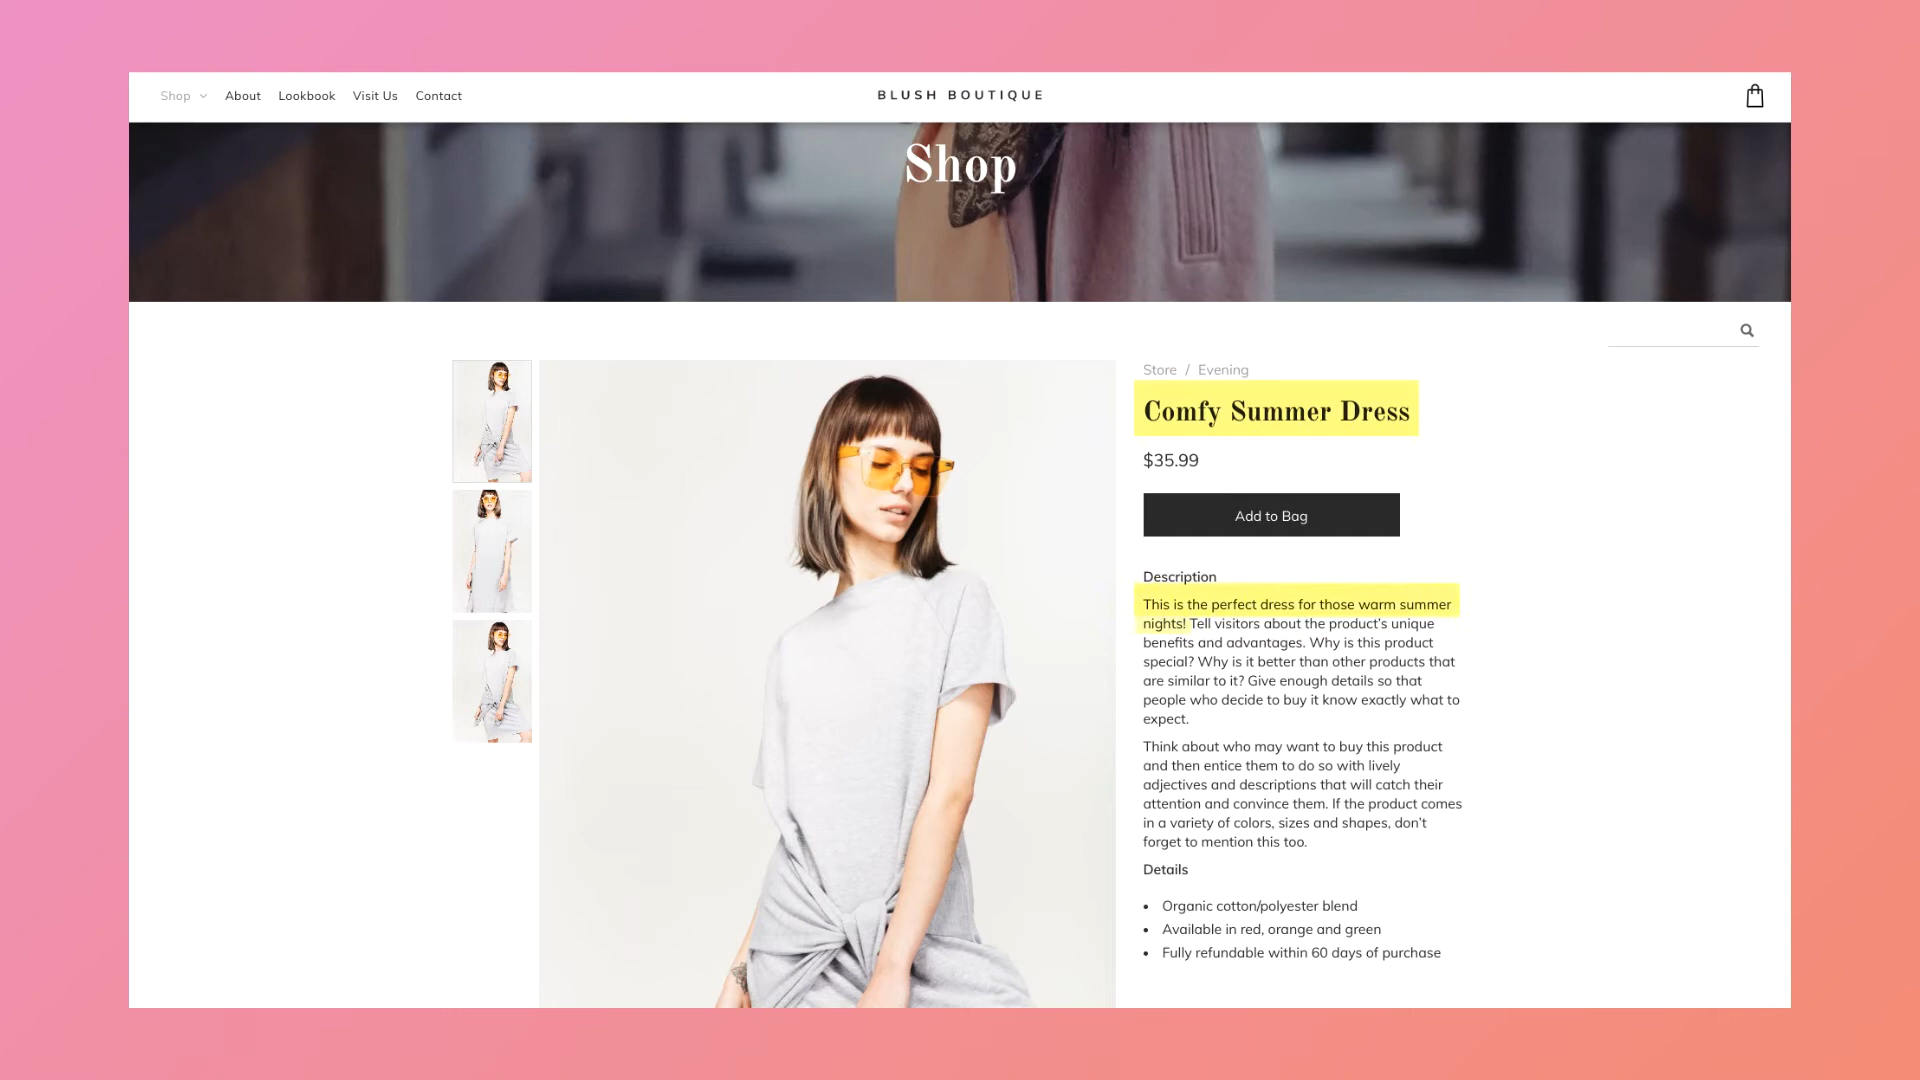 Shop
About
Lookbook
Visit Us
Contact
BLUSH BOUTIQUE
Shop
Store / Evening
Comfy Summer Dress
$35.99
Add to Bag
Description
This is the perfect dress for those warm summer
nights! Tell visitors about the product’s unique
benefits and advantages. Why is this product
special? Why is it better than other products that
are similar to it? Give enough details so that
people who decide to buy it know exactly what to
expect.
Think about who may want to buy this product
and then entice them to do so with lively
adjectives and descriptions that will catch their
attention and convince them. If the product comes
in a variety of colors, sizes and shapes, don’t
forget to mention this too.
Details
• Organic cotton/polyester blend
• Available in red, orange and green
• Fully refundable within 60 days of purchase